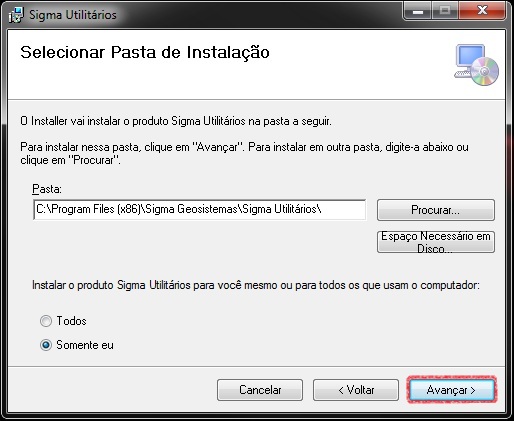 Sigma Utilitários
Selecionar Pasta de Instalação
O Installer vai instalar o produto Sigma Utilitários na pasta a seguir.
Para instalar nessa pasta, clique em "Avançar". Para instalar em outra pasta, digite-a abaixo ou
clique em "Procurar".
Pasta:
C:\Program Files (x86)\Sigma Geosistemas\Sigma Utilitários\
Procurar...
Espaço Necessário em
Disco...
Instalar o produto Sigma Utilitários para você mesmo ou para todos os que usam o computador:
Todos
Somente eu
Cancelar
< Voltar
Avançar >